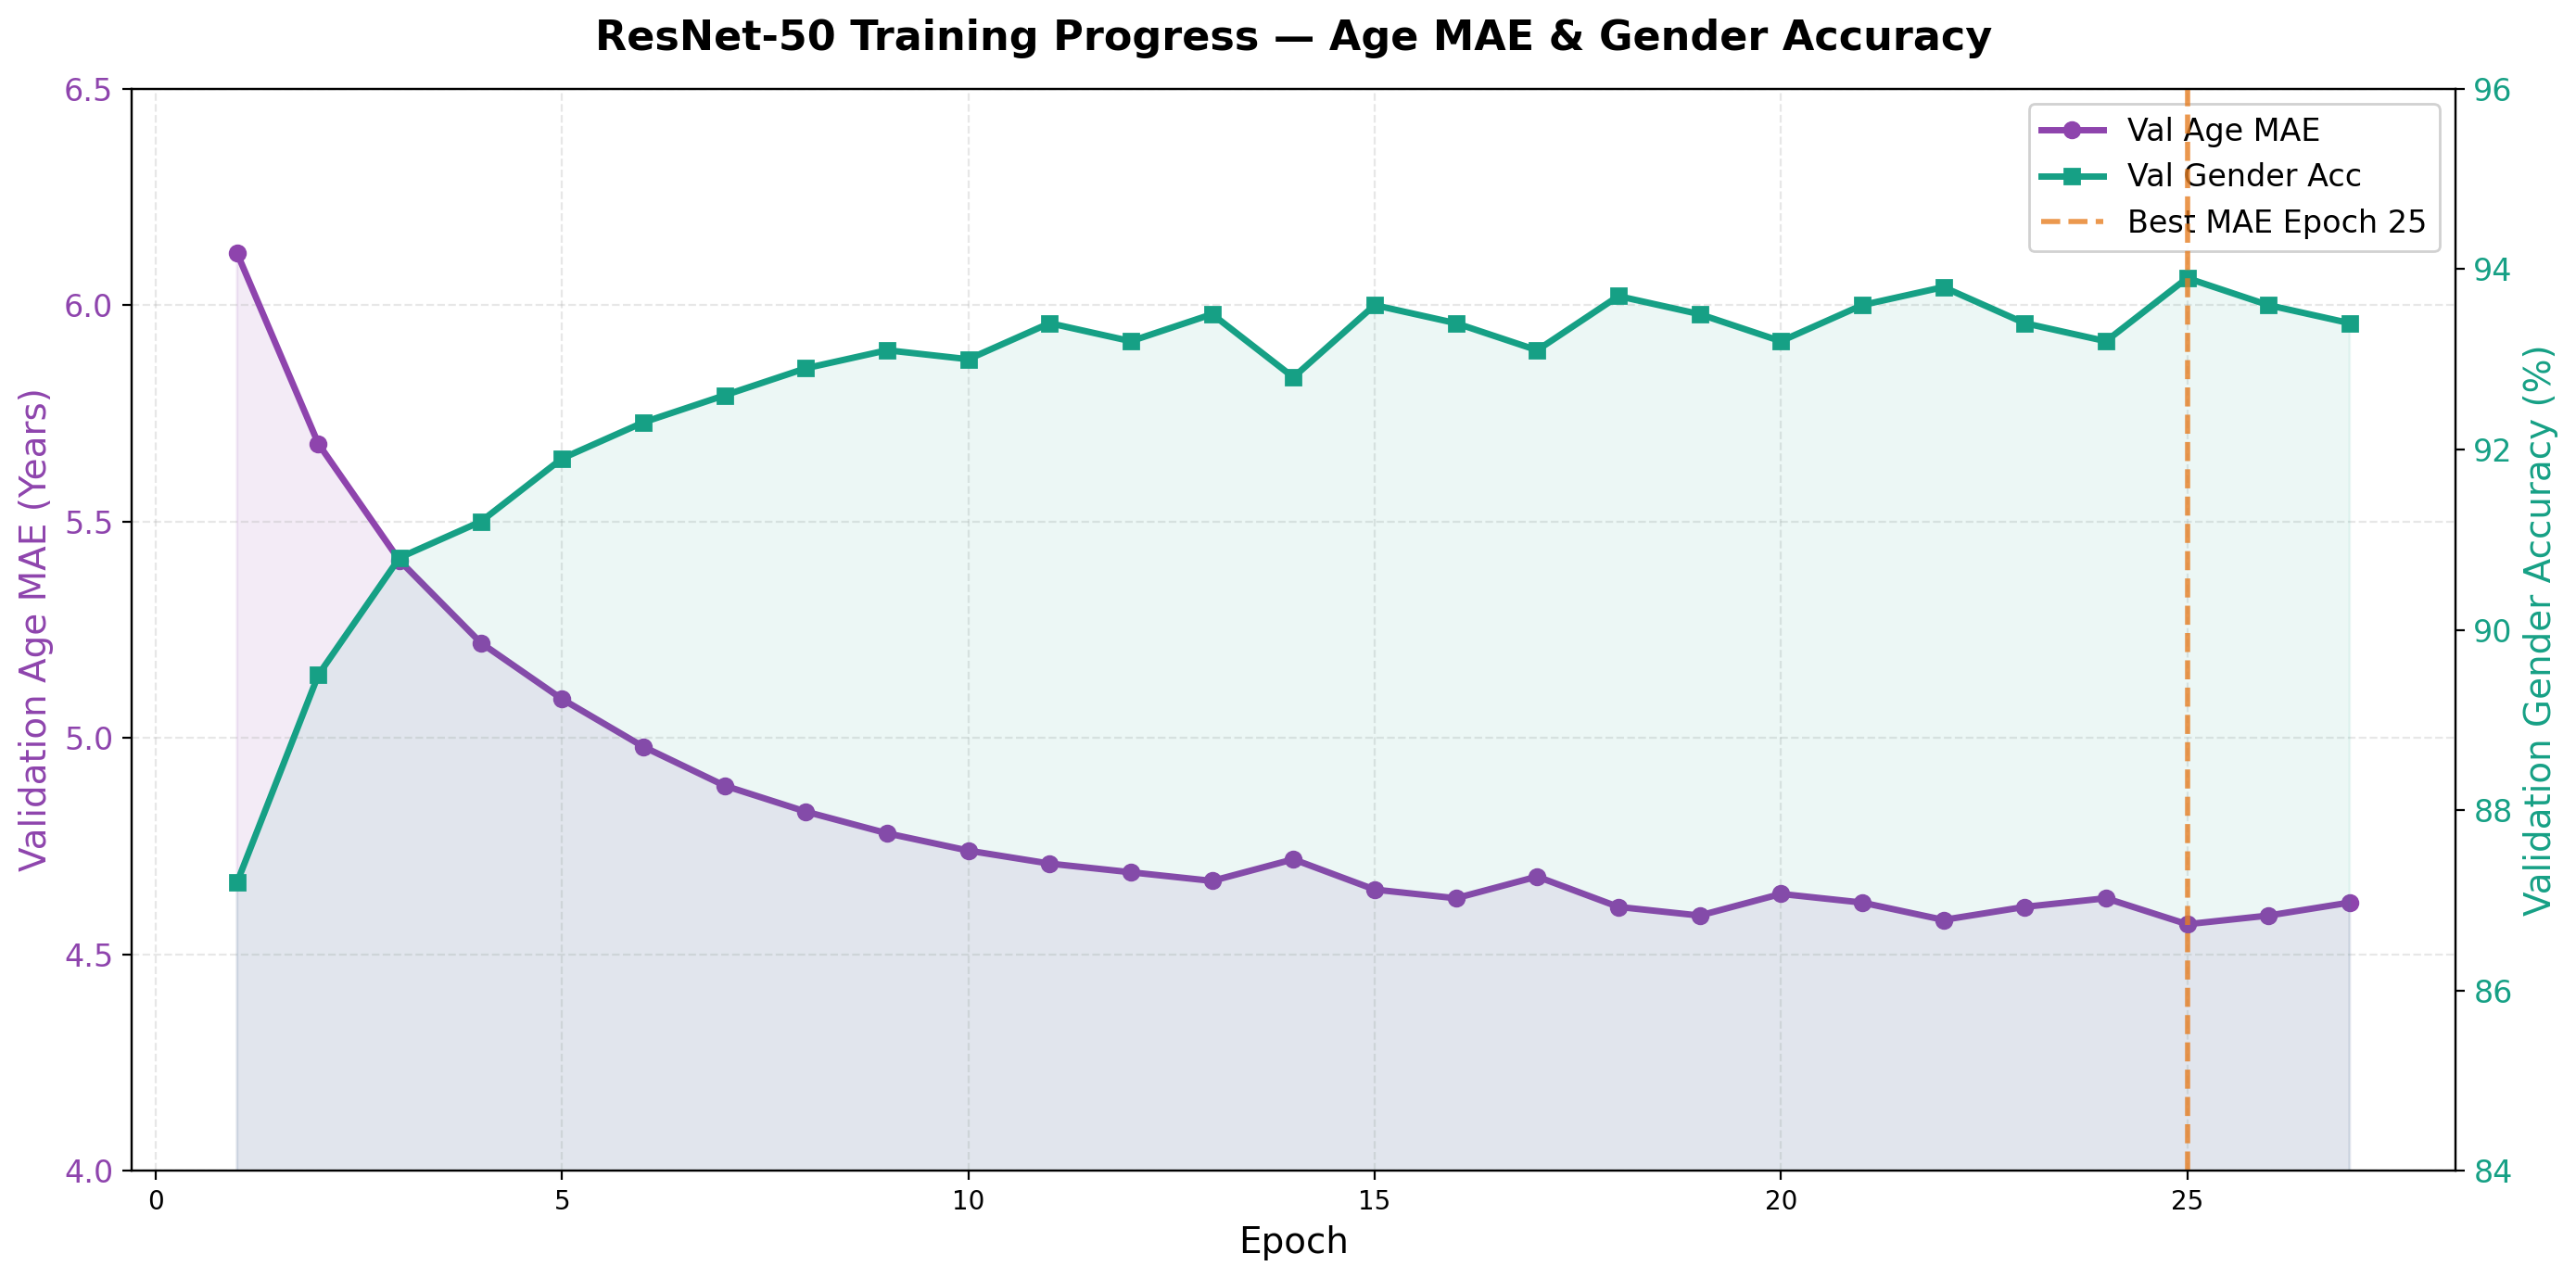 ResNet-50 Training Progress — Age MAE & Gender Accuracy
Validation Age MAE (Years)
6.5
6.0
5.5
5.0
4.5
4.0
Val Age MAE
Val Gender Acc
Best MAE Epoch 25
96
94
92
90
88
86
84
Validation Gender Accuracy (%)
0 5 10 15 20 25
Epoch